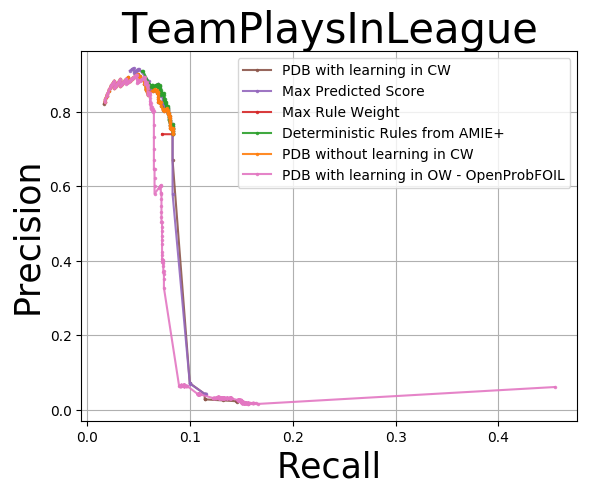 TeamPlaysInLeague
PDB with learning in CW
Max Predicted Score
Max Rule Weight
Deterministic Rules from AMIE+
PDB without learning in CW
PDB with learning in OW - OpenProbFOIL
Precision
0.8
0.6
0.4
0.2
0.0
0.0 0.1 0.2 0.3 0.4
Recall